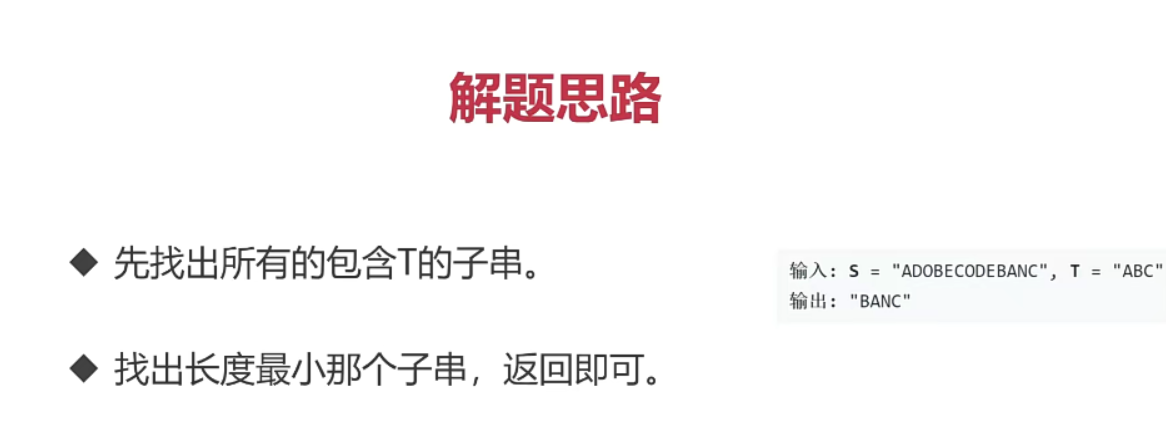 解题思路
◆ 先找出所有的包含T的子串。
输入: S = "ADOBECODEBANC", T = "ABC"
输出: "BANC"
◆ 找出长度最小那个子串，返回即可。